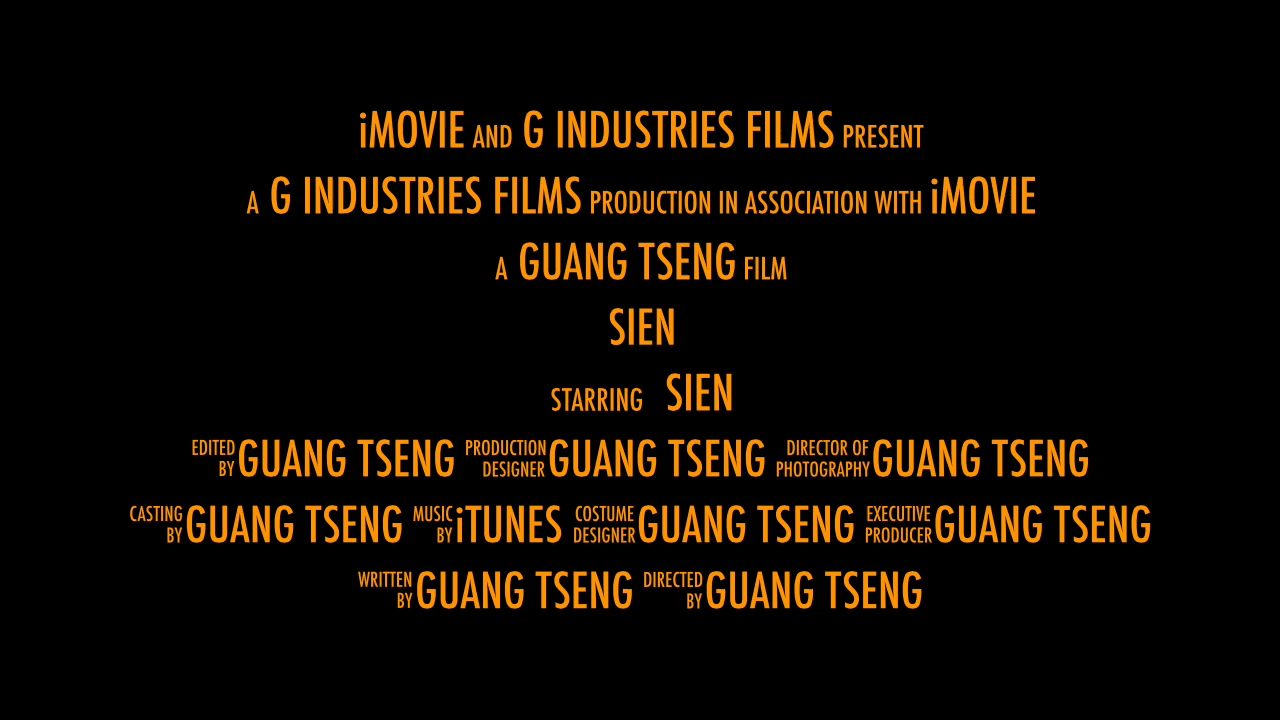 iMOVIE AND G INDUSTRIES FILMS PRESENT
A G INDUSTRIES FILMS PRODUCTION IN ASSOCIATION WITH iMOVIE
A GUANG TSENG FILM
SIEN
STARRING SIEN
EDITED BY GUANG TSENG PRODUCTION DESIGNER GUANG TSENG DIRECTOR OF PHOTOGRAPHY GUANG TSENG
CASTING BY GUANG TSENG MUSIC BY iTUNES COSTUME DESIGNER GUANG TSENG EXECUTIVE PRODUCER GUANG TSENG
WRITTEN BY GUANG TSENG DIRECTED BY GUANG TSENG